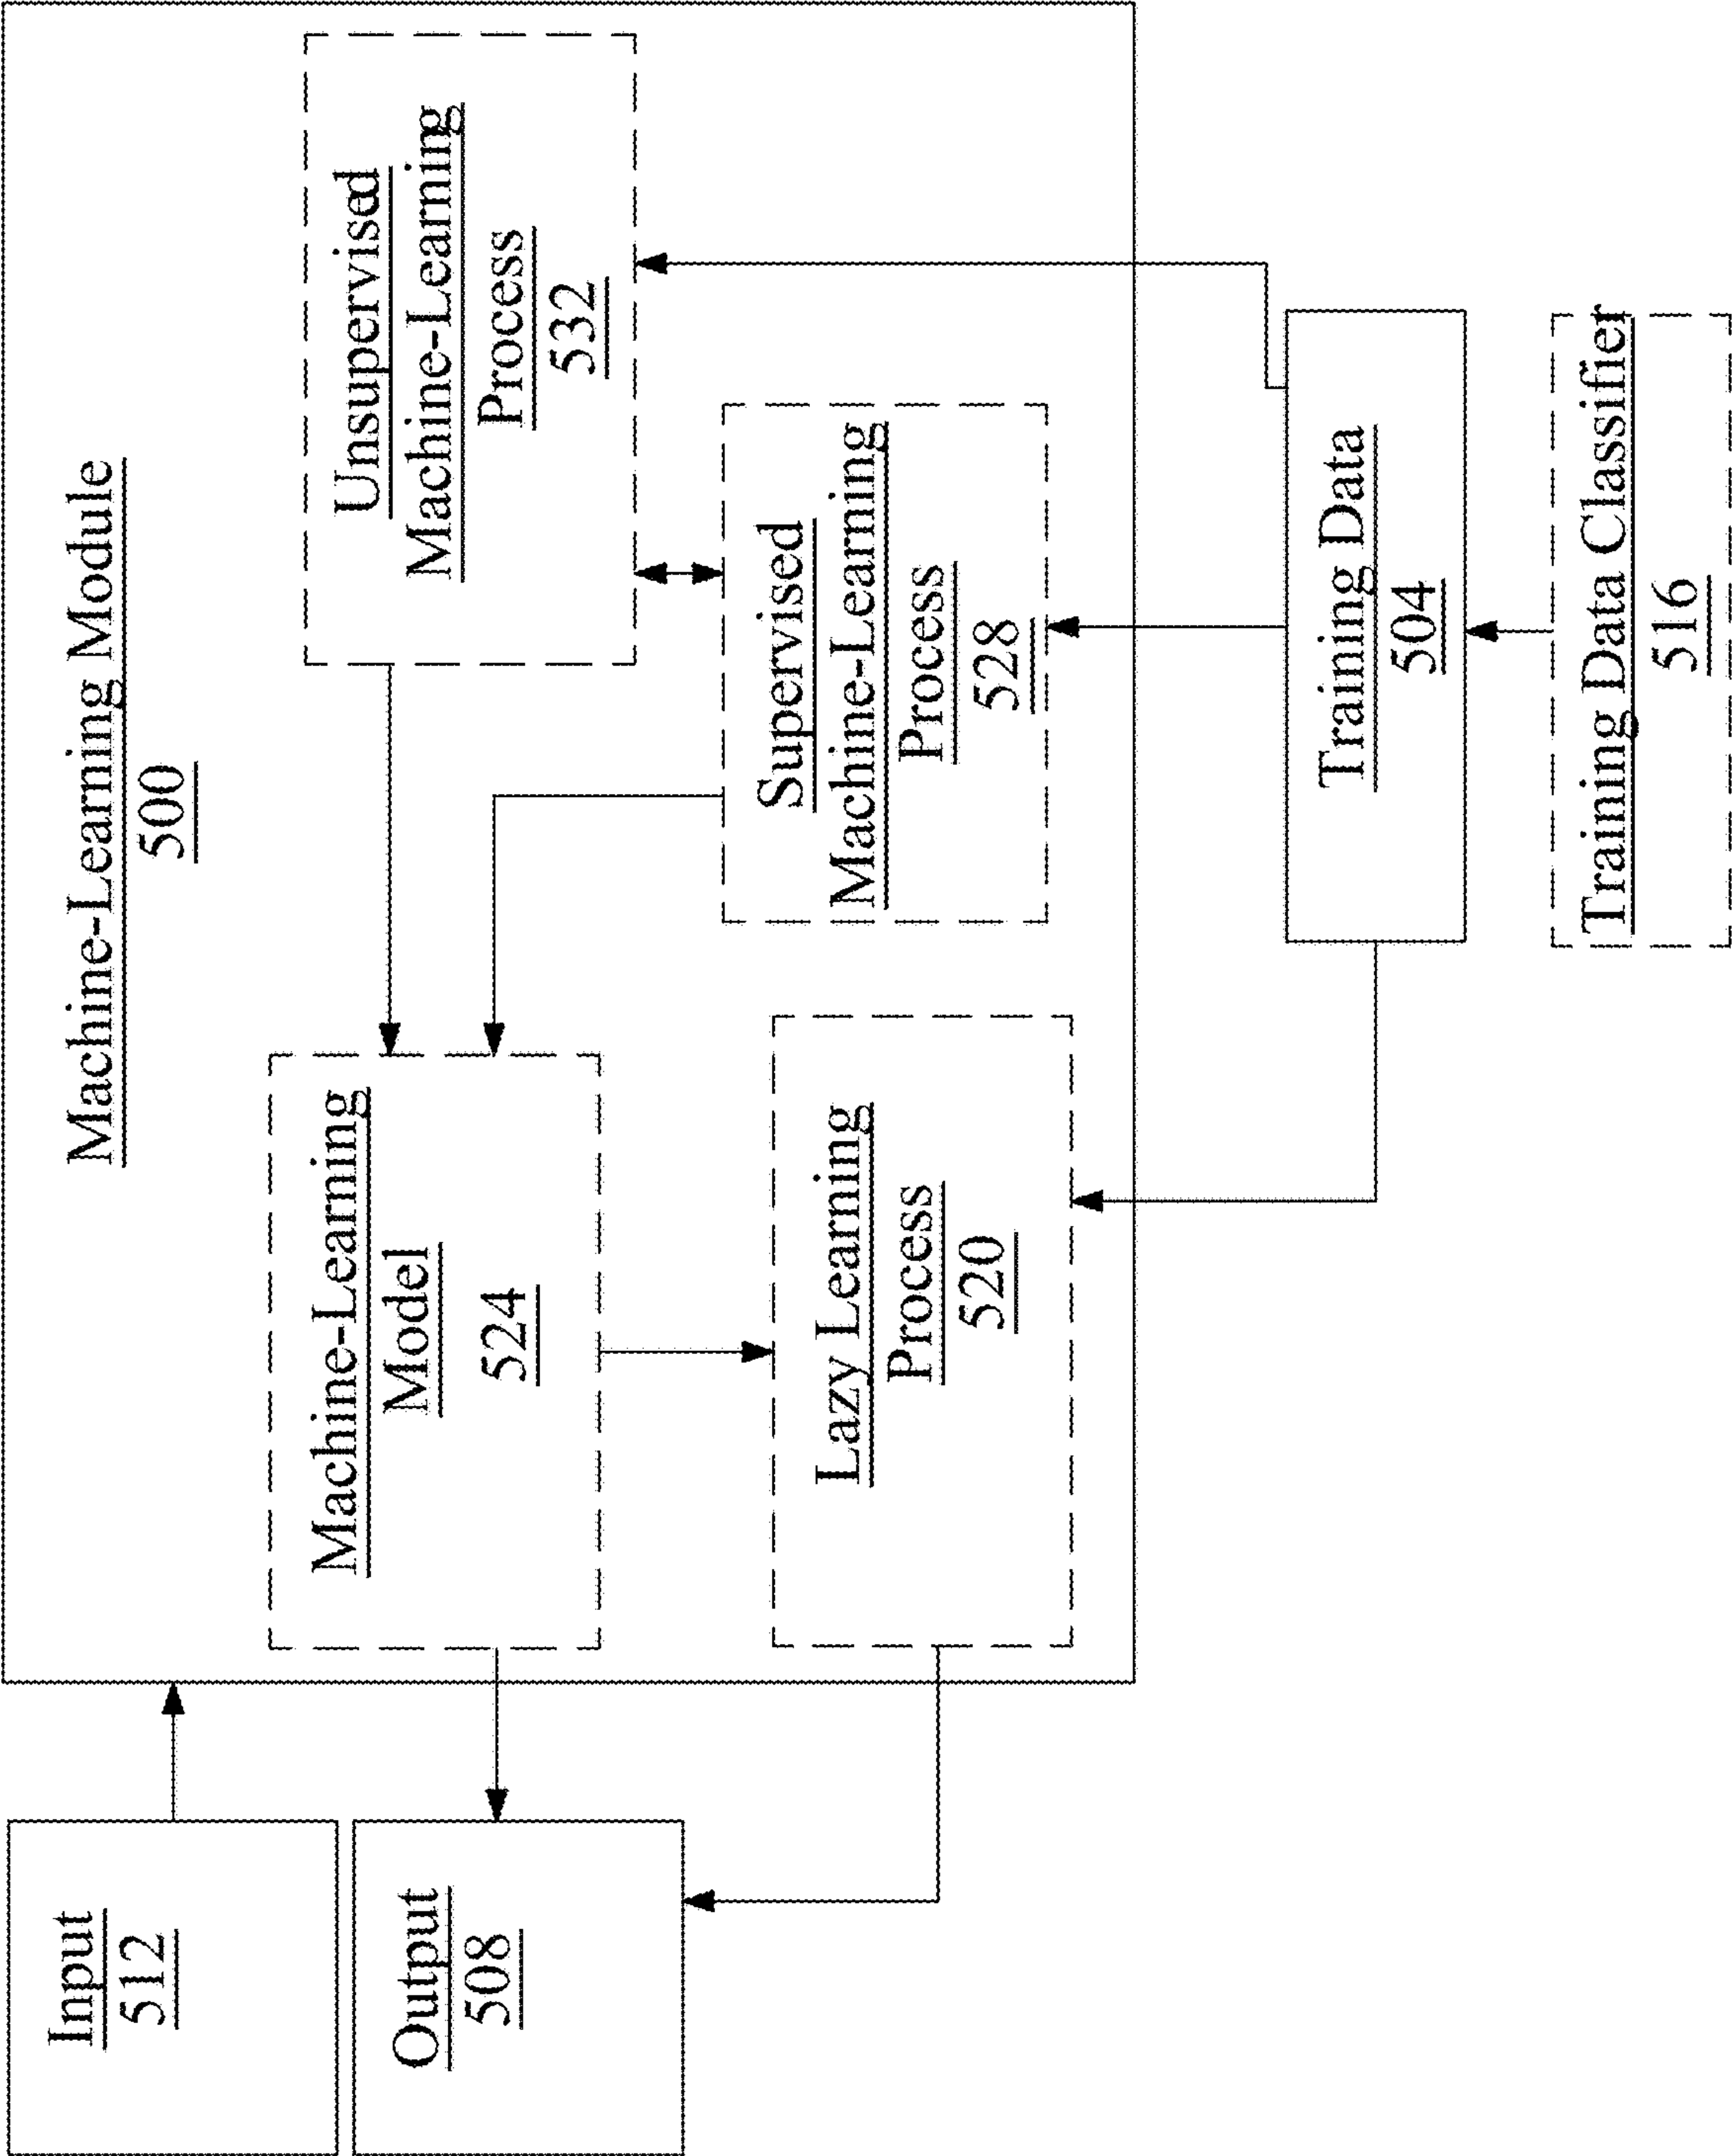 Machine-Learning Module
500
Input
512
Output
508
Machine-Learning
Model
524
Unsupervised
Machine-Learning
Process
532
Lazy Learning
Process
520
Supervised
Machine-Learning
Process
528
Training Data
504
Training Data Classifier
516